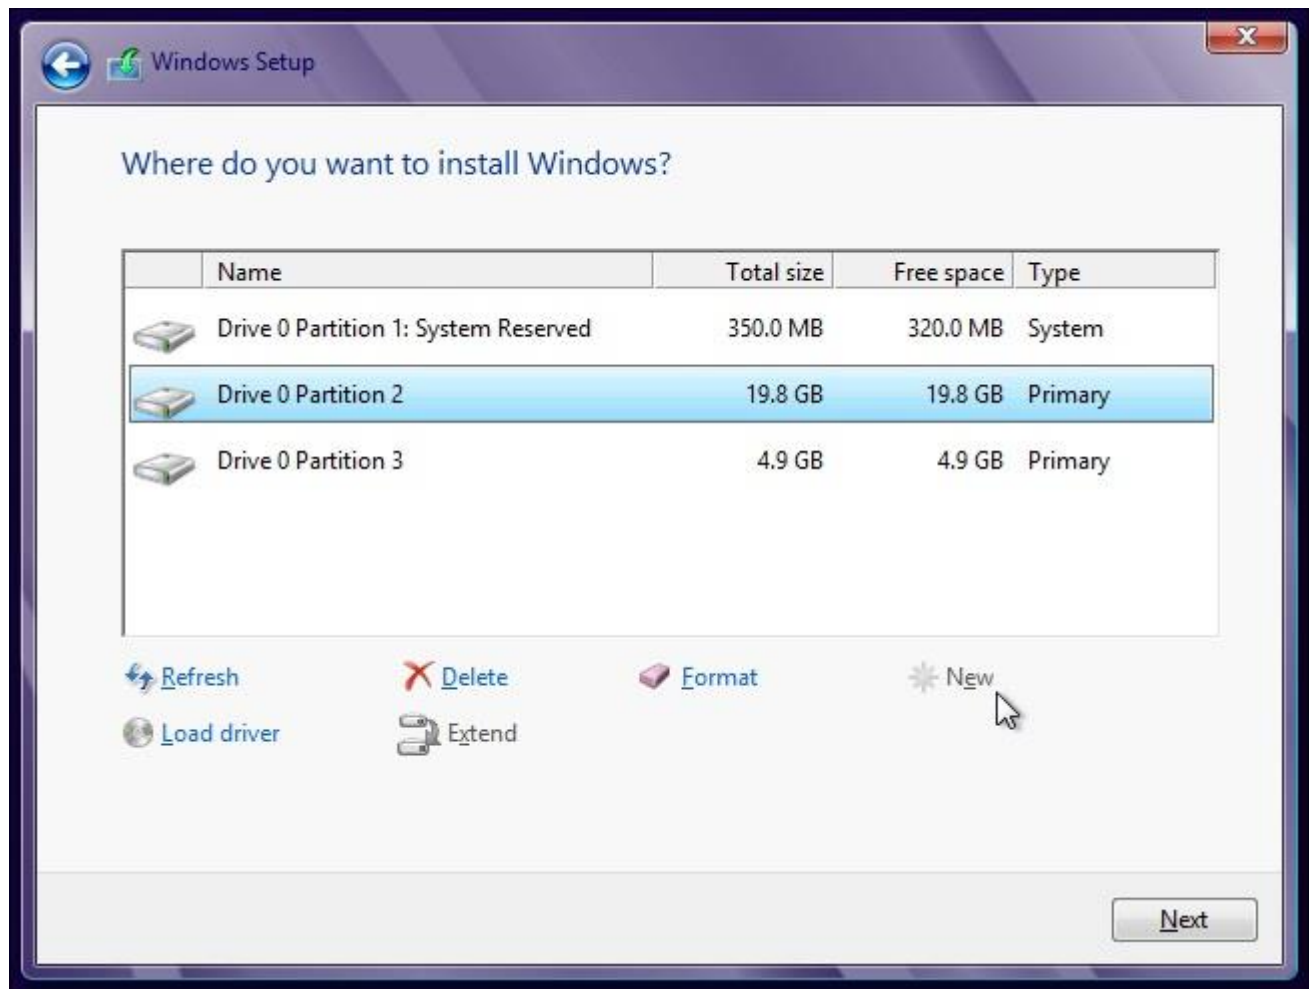 Windows Setup
Where do you want to install Windows?
Name Total size Free space Type
Drive 0 Partition 1: System Reserved 350.0 MB 320.0 MB System
Drive 0 Partition 2 19.8 GB 19.8 GB Primary
Drive 0 Partition 3 4.9 GB 4.9 GB Primary
Refresh Delete Format New
Load driver Extend
Next